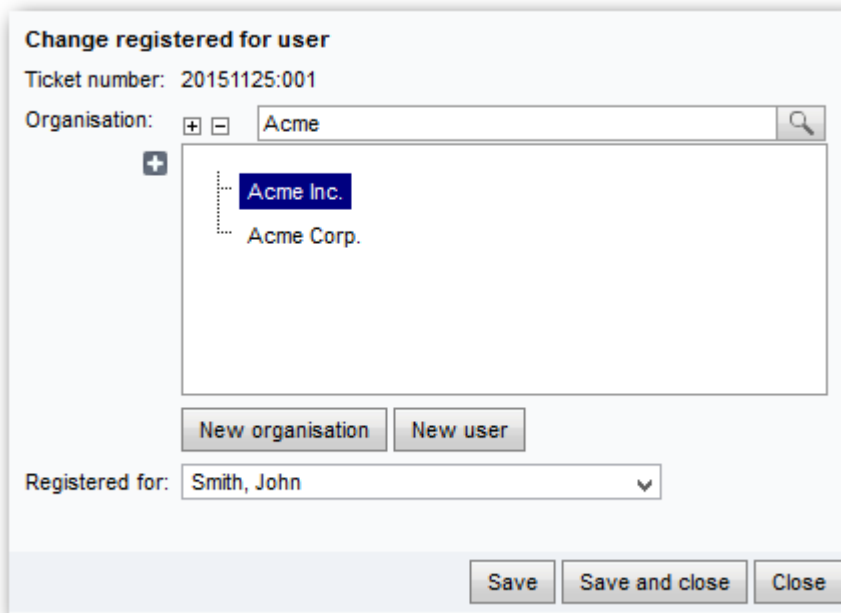 Change registered for user
Ticket number: 20151125:001
Organisation: Acme
Acme Inc.
Acme Corp.
New organisation New user
Registered for: Smith, John
Save Save and close Close